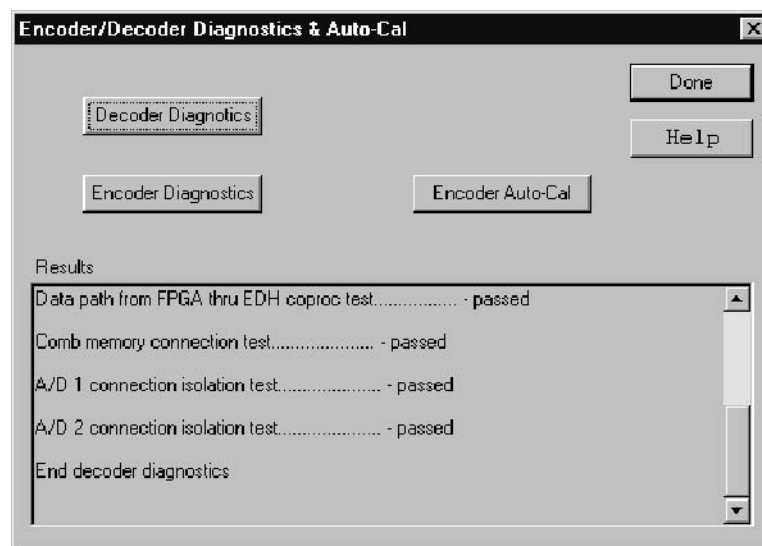 Encoder/Decoder Diagnostics & Auto-Cal
Done
Decoder Diagnotics
Help
Encoder Diagnostics
Encoder Auto-Cal
Results
Data path from FPGA thru EDH coproc test................. - passed
Comb memory connection test..................... - passed
A/D 1 connection isolation test..................... - passed
A/D 2 connection isolation test..................... - passed
End decoder diagnostics